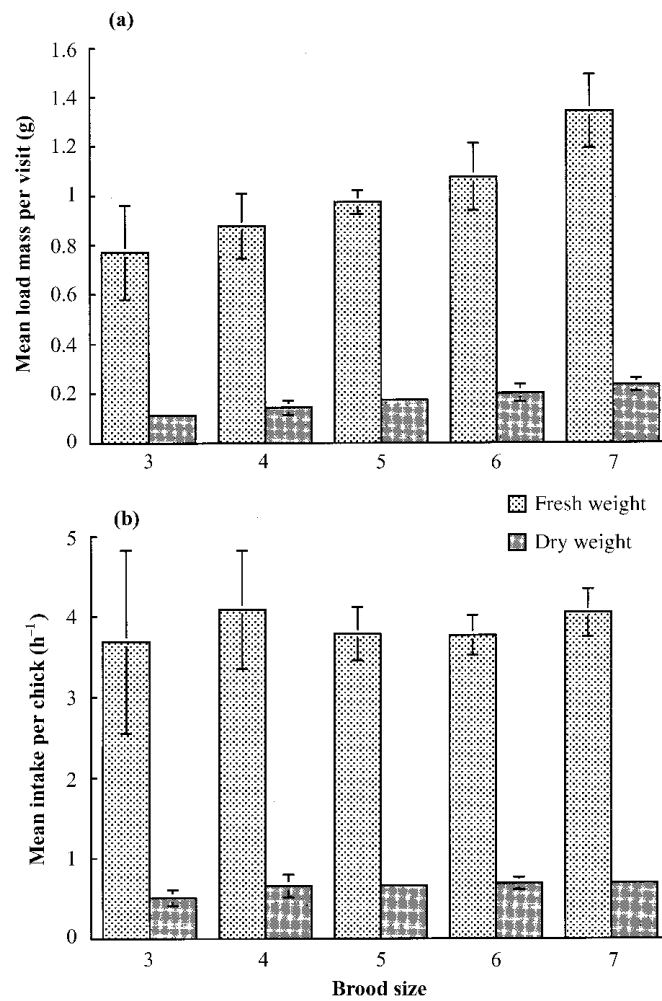 (a)
Mean load mass per visit (g)
1.6
1.4
1.2
1
0.8
0.6
0.4
0.2
0
3 4 5 6 7
Fresh weight
Dry weight
(b)
Mean intake per chick (h⁻¹)
5
4
3
2
1
0
3 4 5 6 7
Brood size